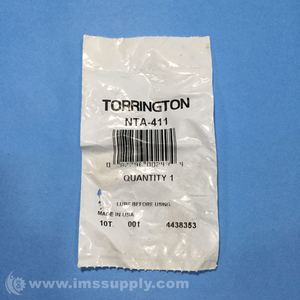 TORRINGTON
NTA-411
QUANTITY 1
LUBE BEFORE USING
MADE IN USA
10T. 001 4438353
© www.imssupply.com